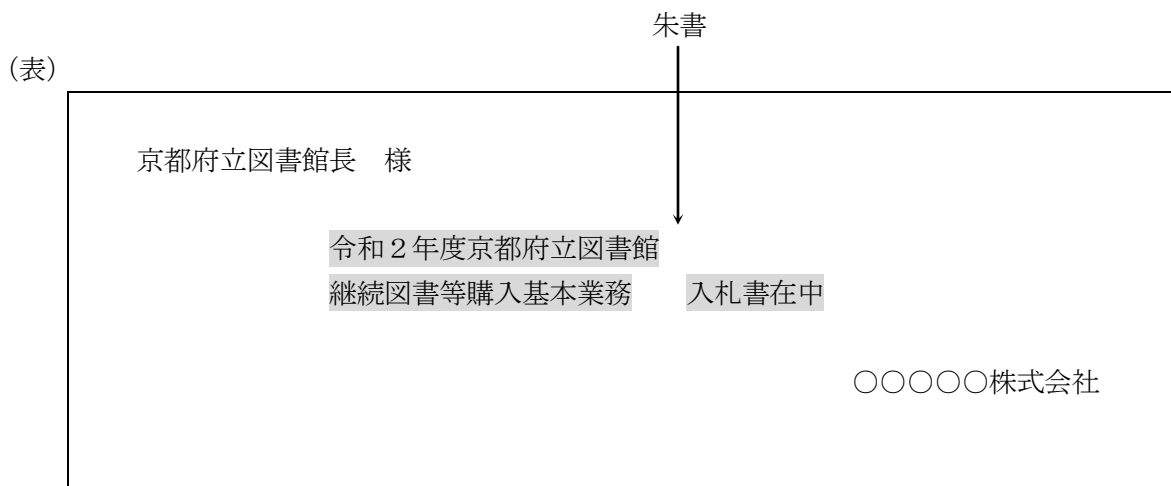 朱書
（表）
京都府立図書館長　様
令和２年度京都府立図書館
継続図書等購入基本業務　　入札書在中
○○○○○株式会社